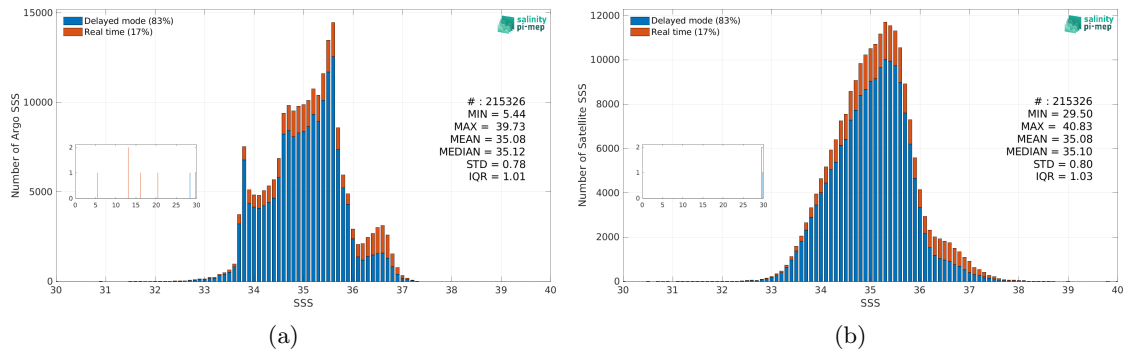 Delayed mode (83%)
Real time (17%)
salinity
pi-mep
# : 215326
MIN = 5.44
MAX = 39.73
MEAN = 35.08
MEDIAN = 35.12
STD = 0.78
IQR = 1.01
Number of Argo SSS
15000
10000
5000
0
2
1
0
0 5 10 15 20 25 30
30 31 32 33 34 35 36 37 38 39 40
SSS
(a)
Delayed mode (83%)
Real time (17%)
salinity
pi-mep
# : 215326
MIN = 29.50
MAX = 40.83
MEAN = 35.08
MEDIAN = 35.10
STD = 0.80
IQR = 1.03
Number of Satellite SSS
12000
10000
8000
6000
4000
2000
0
2
1
0
0 5 10 15 20 25 30
30 31 32 33 34 35 36 37 38 39 40
SSS
(b)